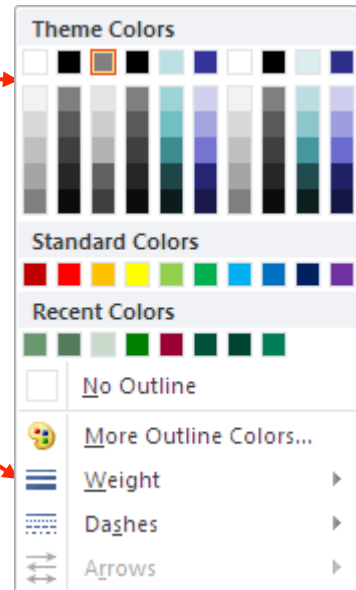 Theme Colors
Standard Colors
Recent Colors
No Outline
More Outline Colors...
Weight
Dashes
Arrows